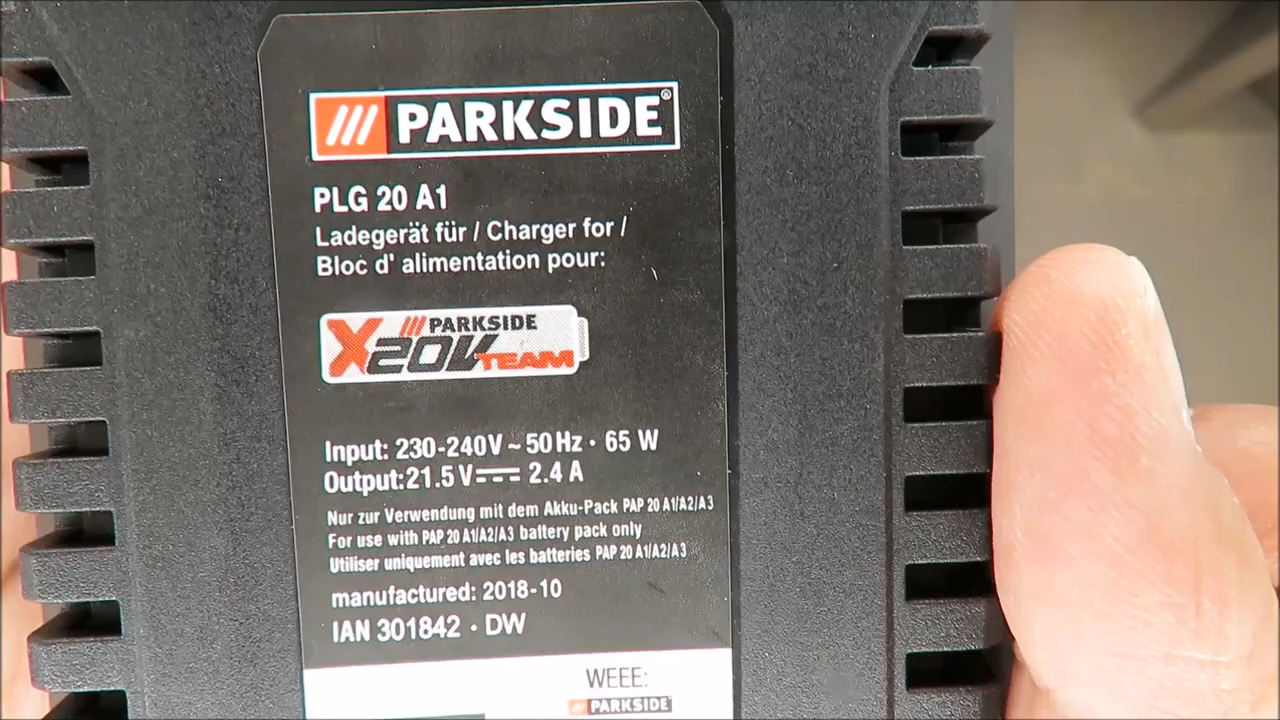 /// PARKSIDE®
PLG 20 A1
Ladegerät für / Charger for /
Bloc d' alimentation pour:
/// PARKSIDE
X20V TEAM
Input: 230-240V ~ 50 Hz · 65 W
Output: 21.5 V⎓ 2.4 A
Nur zur Verwendung mit dem Akku-Pack PAP 20 A1/A2/A3
For use with PAP 20 A1/A2/A3 battery pack only
Utiliser uniquement avec les batteries PAP 20 A1/A2/A3
manufactured: 2018-10
IAN 301842 · DW
WEEE:
/// PARKSIDE®